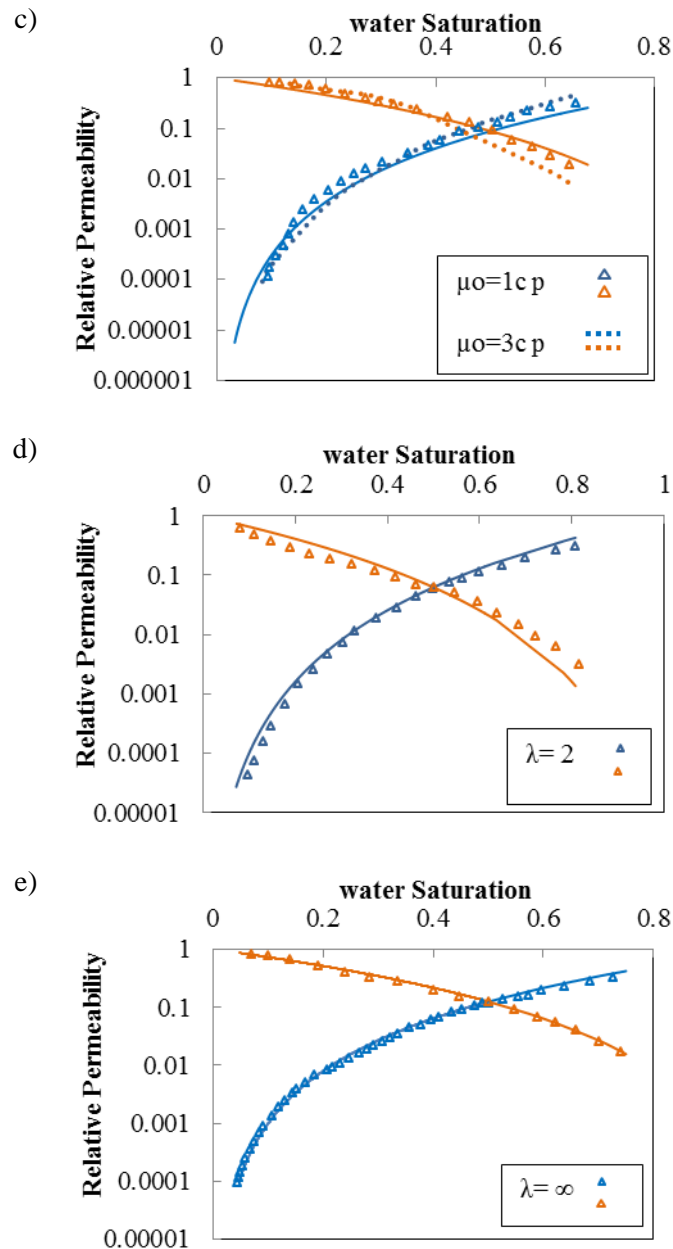 c)
water Saturation
0 0.2 0.4 0.6 0.8
1
0.1
0.01
0.001
0.0001
0.00001
0.000001
Relative Permeability
µo=1c p
µo=3c p
d)
water Saturation
0 0.2 0.4 0.6 0.8 1
1
0.1
0.01
0.001
0.0001
0.00001
Relative Permeability
λ= 2
e)
water Saturation
0 0.2 0.4 0.6 0.8
1
0.1
0.01
0.001
0.0001
0.00001
Relative Permeability
λ= ∞